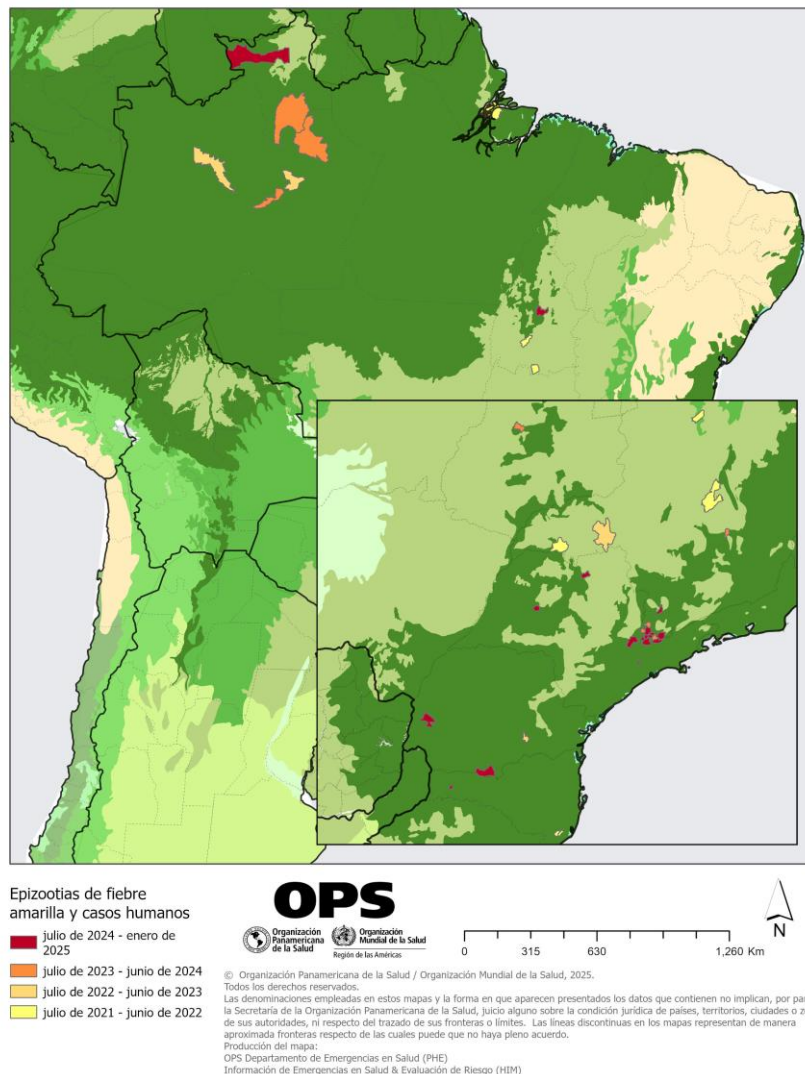 Epizootias de fiebre
amarilla y casos humanos
julio de 2024 - enero de
2025
julio de 2023 - junio de 2024
julio de 2022 - junio de 2023
julio de 2021 - junio de 2022
OPS
Organización
Panamericana
de la Salud
Organización
Mundial de la Salud
Región de las Américas
N
0 315 630 1,260 Km
© Organización Panamericana de la Salud / Organización Mundial de la Salud, 2025.
Todos los derechos reservados.
Las denominaciones empleadas en estos mapas y la forma en que aparecen presentados los datos que contienen no implican, por par
la Secretaría de la Organización Panamericana de la Salud, juicio alguno sobre la condición jurídica de países, territorios, ciudades o z
de sus autoridades, ni respecto del trazado de sus fronteras o límites. Las líneas discontinuas en los mapas representan de manera
aproximada fronteras respecto de las cuales puede que no haya pleno acuerdo.
Producción del mapa:
OPS Departamento de Emergencias en Salud (PHE)
Información de Emergencias en Salud & Evaluación de Riesgo (HIM)